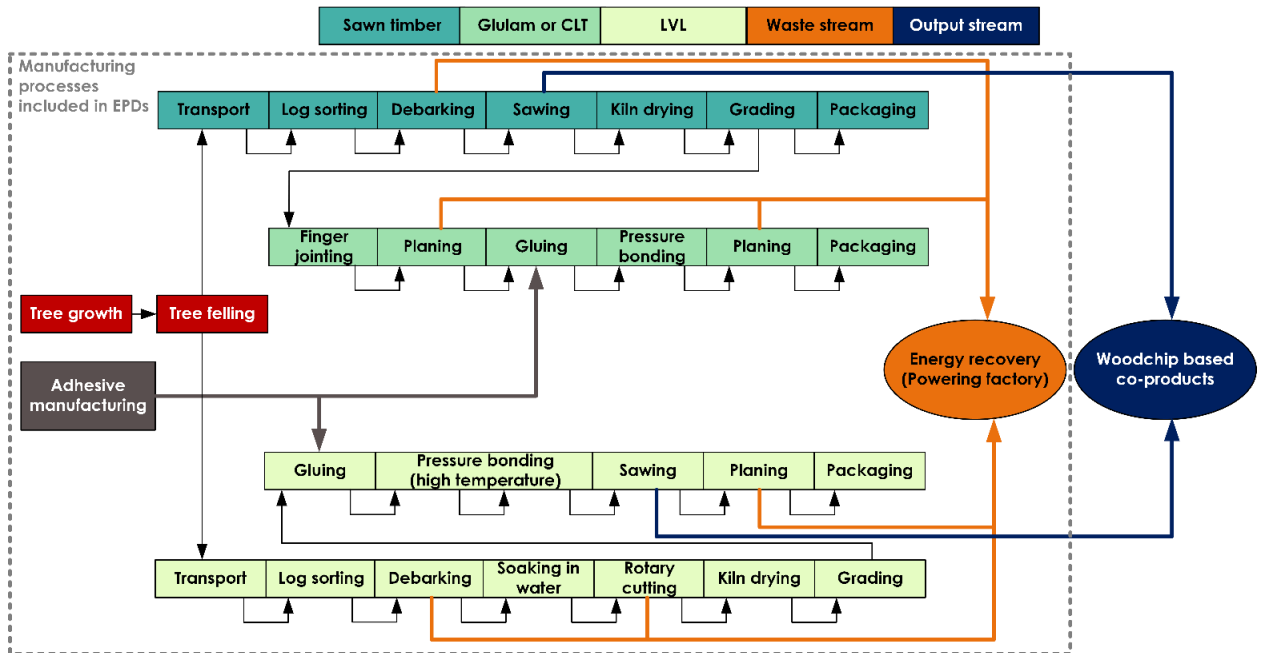 Sawn timber
Glulam or CLT
LVL
Waste stream
Output stream
Manufacturing
processes
included in EPDs
Transport
Log sorting
Debarking
Sawing
Kiln drying
Grading
Packaging
Finger
jointing
Planing
Gluing
Pressure
bonding
Planing
Packaging
Tree growth
Tree felling
Adhesive
manufacturing
Energy recovery
(Powering factory)
Woodchip based
co-products
Gluing
Pressure bonding
(high temperature)
Sawing
Planing
Packaging
Transport
Log sorting
Debarking
Soaking in
water
Rotary
cutting
Kiln drying
Grading